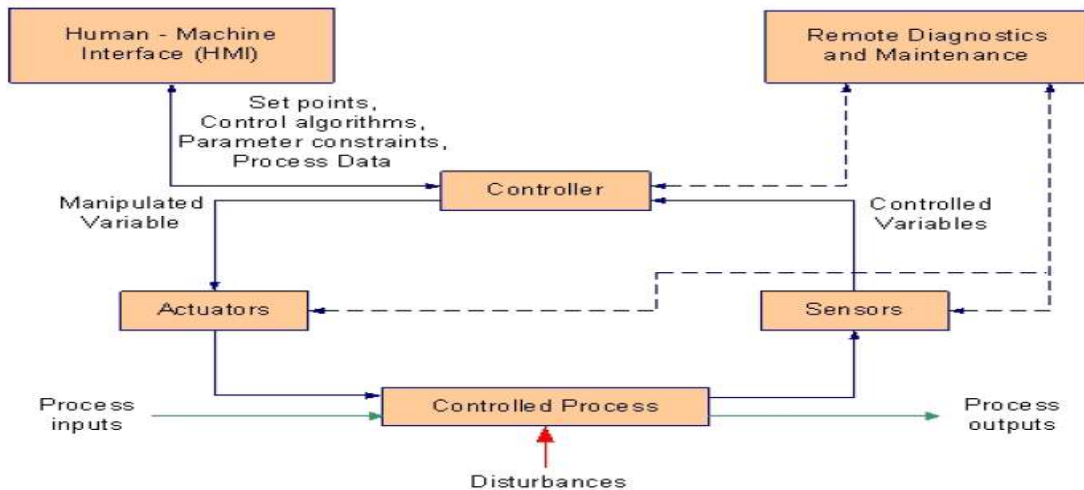 Human - Machine
Interface (HMI)
Remote Diagnostics
and Maintenance
Set points,
Control algorithms,
Parameter constraints,
Process Data
Controller
Manipulated
Variable
Controlled
Variables
Actuators
Sensors
Process
inputs
Controlled Process
Process
outputs
Disturbances